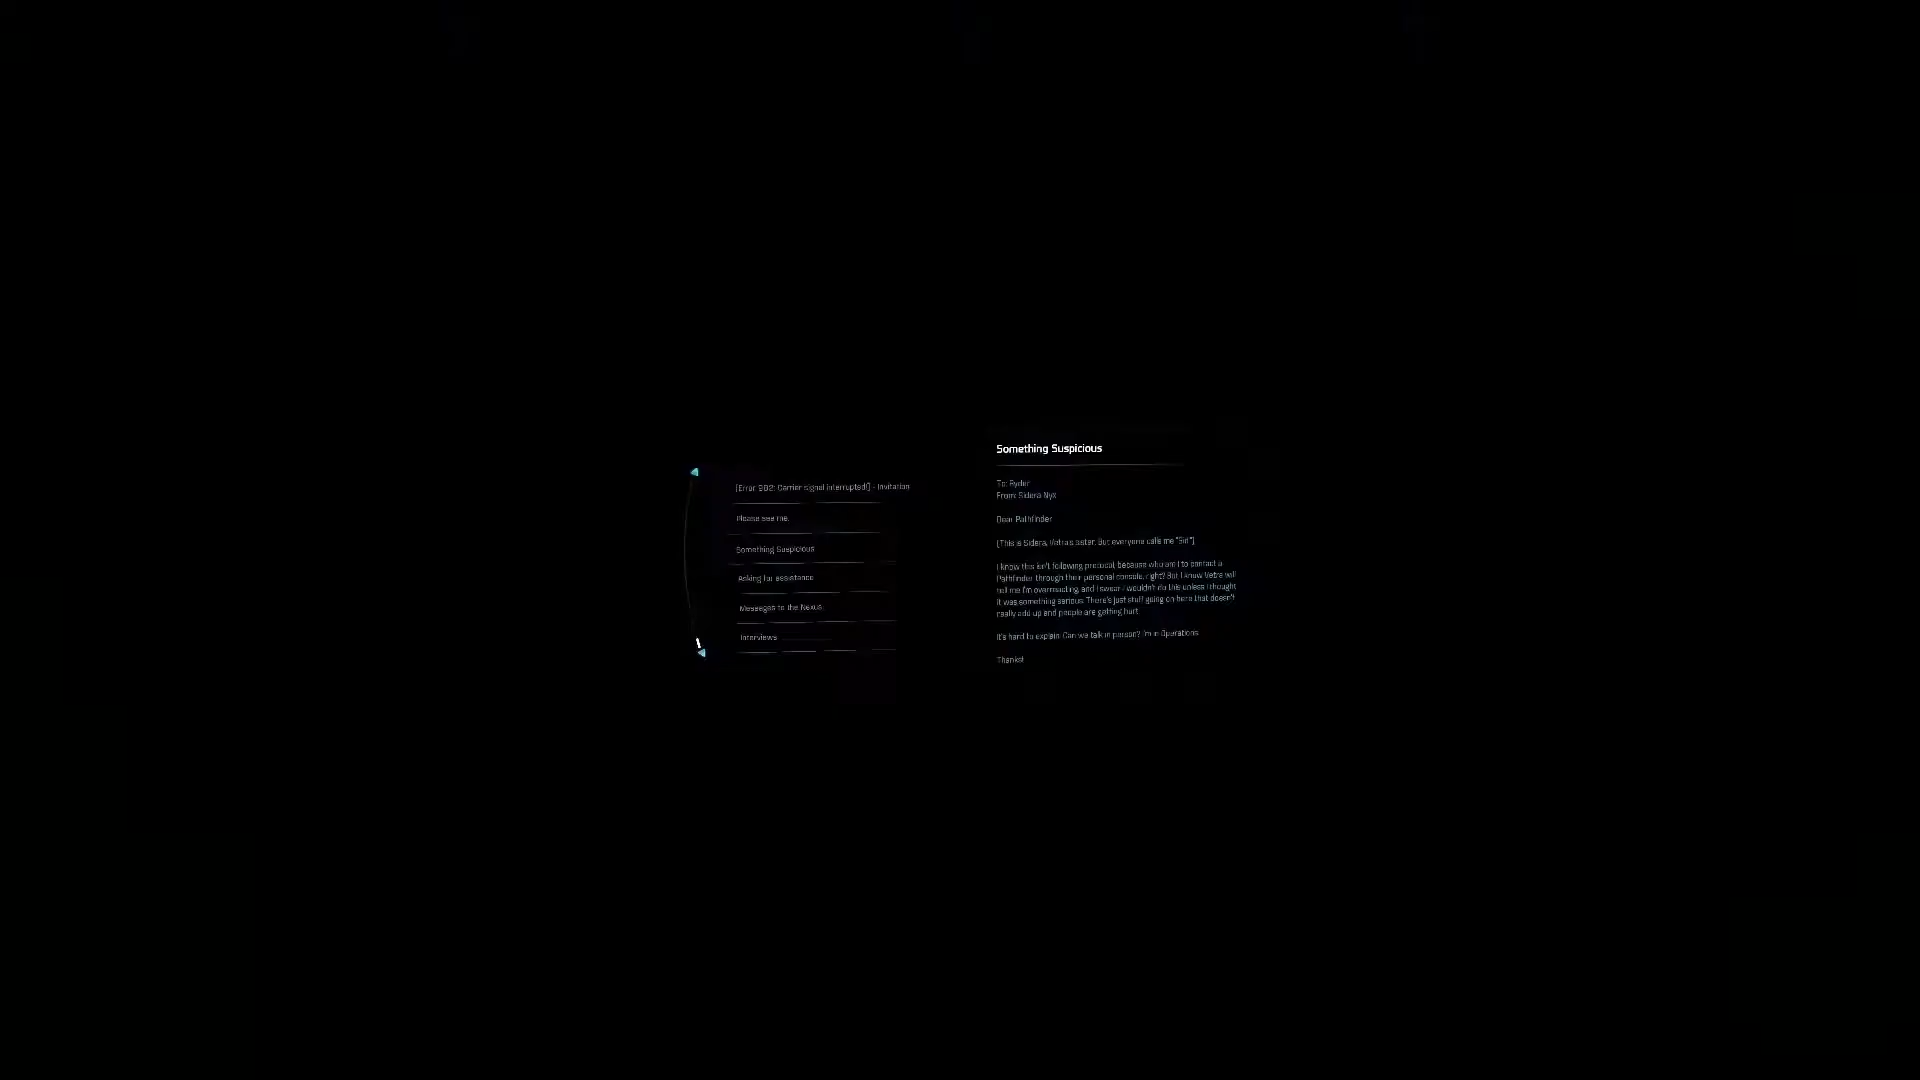 [Error 982: Carrier signal interrupted!] - Invitation
Please see me.
Something Suspicious
Asking for assistance
Messages to the Nexus
Interviews
Something Suspicious
To: Ryder
From: Sidera Nyx
Dear Pathfinder
[This is Sidera, Vetra's sister. But everyone calls me "Sid"]
I know this isn't following protocol, because who am I to contact a
Pathfinder through their personal console, right? But I know Vetra will
tell me I'm overreacting, and I swear I wouldn't do this unless I thought
it was something serious. There's just stuff going on here that doesn't
really add up and people are getting hurt.
It's hard to explain. Can we talk in person? I'm in Operations.
Thanks!